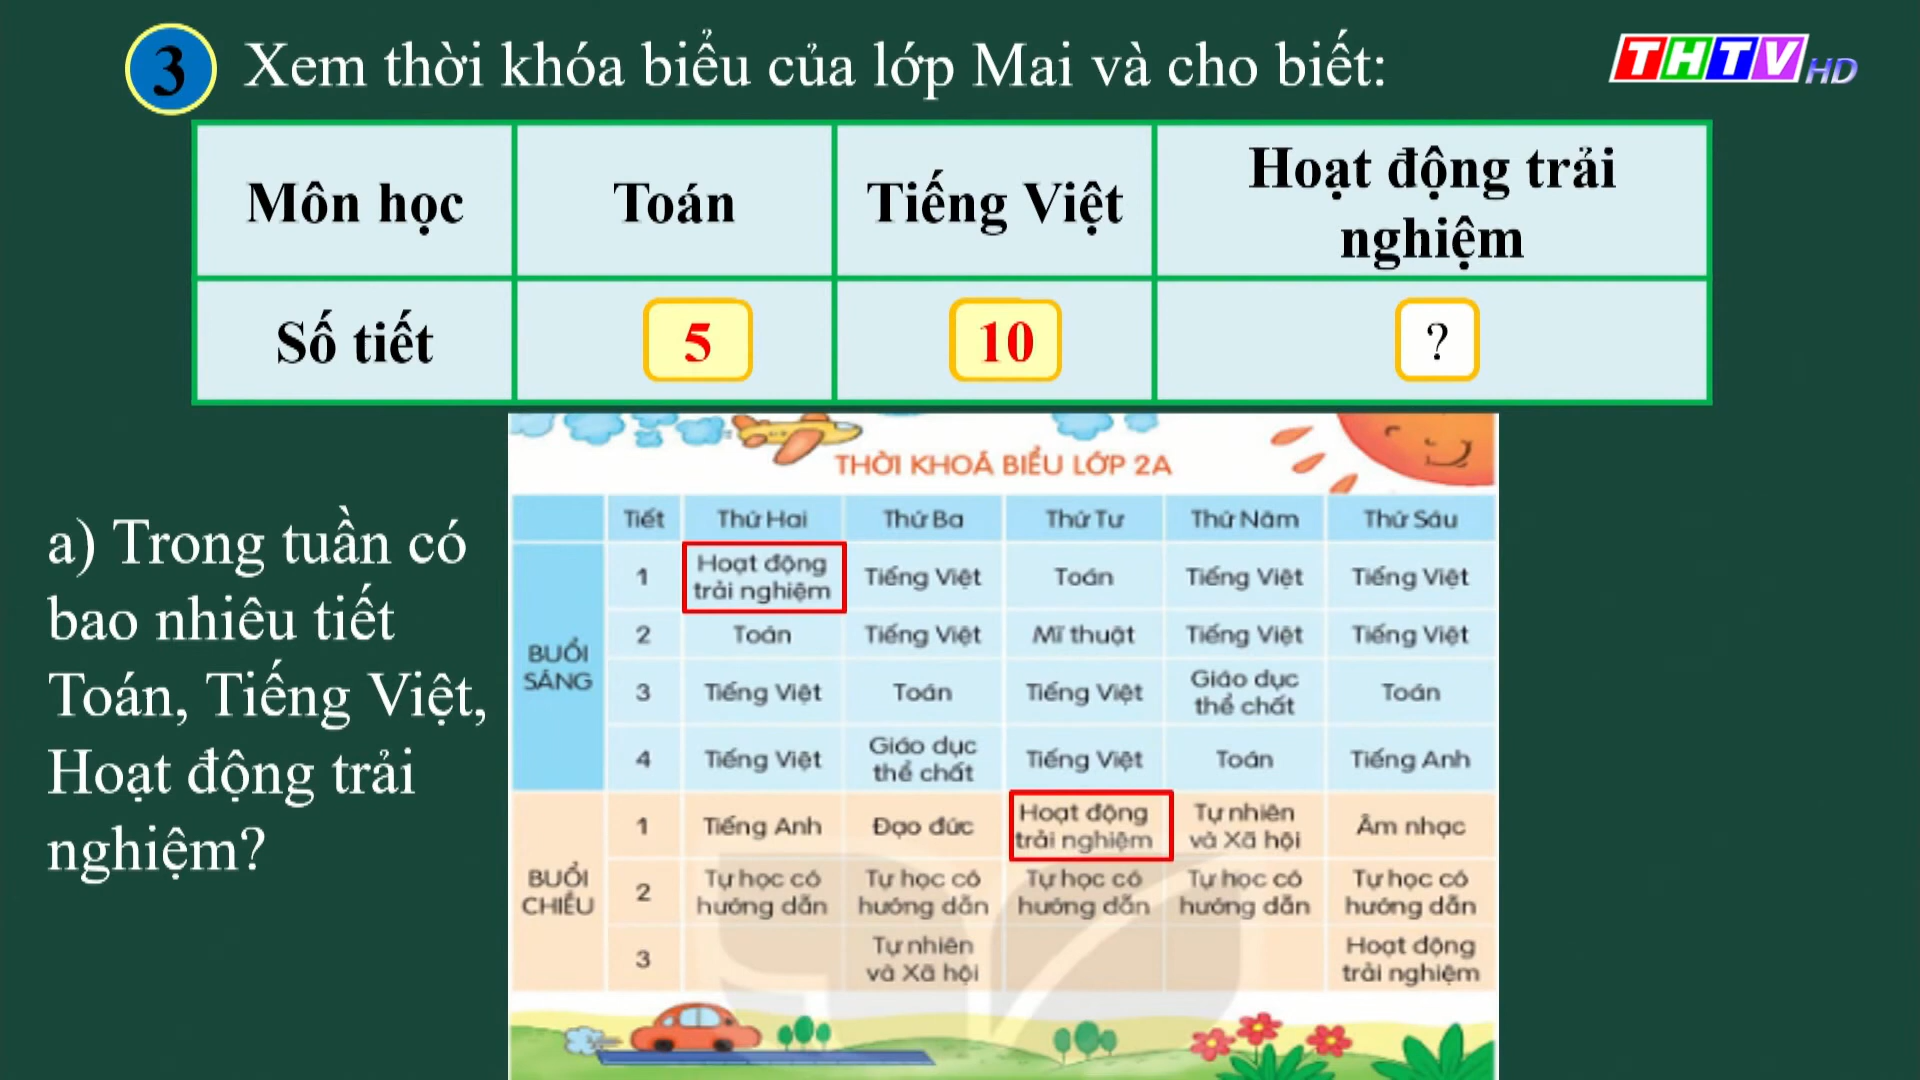 3 Xem thời khóa biểu của lớp Mai và cho biết:
THTV HD
Môn học Toán Tiếng Việt Hoạt động trải
nghiệm
Số tiết 5 10 ?
a) Trong tuần có
bao nhiêu tiết
Toán, Tiếng Việt,
Hoạt động trải
nghiệm?
THỜI KHOÁ BIỂU LỚP 2A
Tiết Thứ Hai Thứ Ba Thứ Tư Thứ Năm Thứ Sáu
BUỔI
SÁNG
1 Hoạt động
trải nghiệm Tiếng Việt Toán Tiếng Việt Tiếng Việt
2 Toán Tiếng Việt Mĩ thuật Tiếng Việt Tiếng Việt
3 Tiếng Việt Toán Tiếng Việt Giáo dục
thể chất Toán
4 Tiếng Việt Giáo dục
thể chất Tiếng Việt Toán Tiếng Anh
BUỔI
CHIỀU
1 Tiếng Anh Đạo đức Hoạt động
trải nghiệm Tự nhiên
và Xã hội Âm nhạc
2 Tự học có
hướng dẫn Tự học có
hướng dẫn Tự học có
hướng dẫn Tự học có
hướng dẫn Tự học có
hướng dẫn
3 Tự nhiên
và Xã hội Hoạt động
trải nghiệm